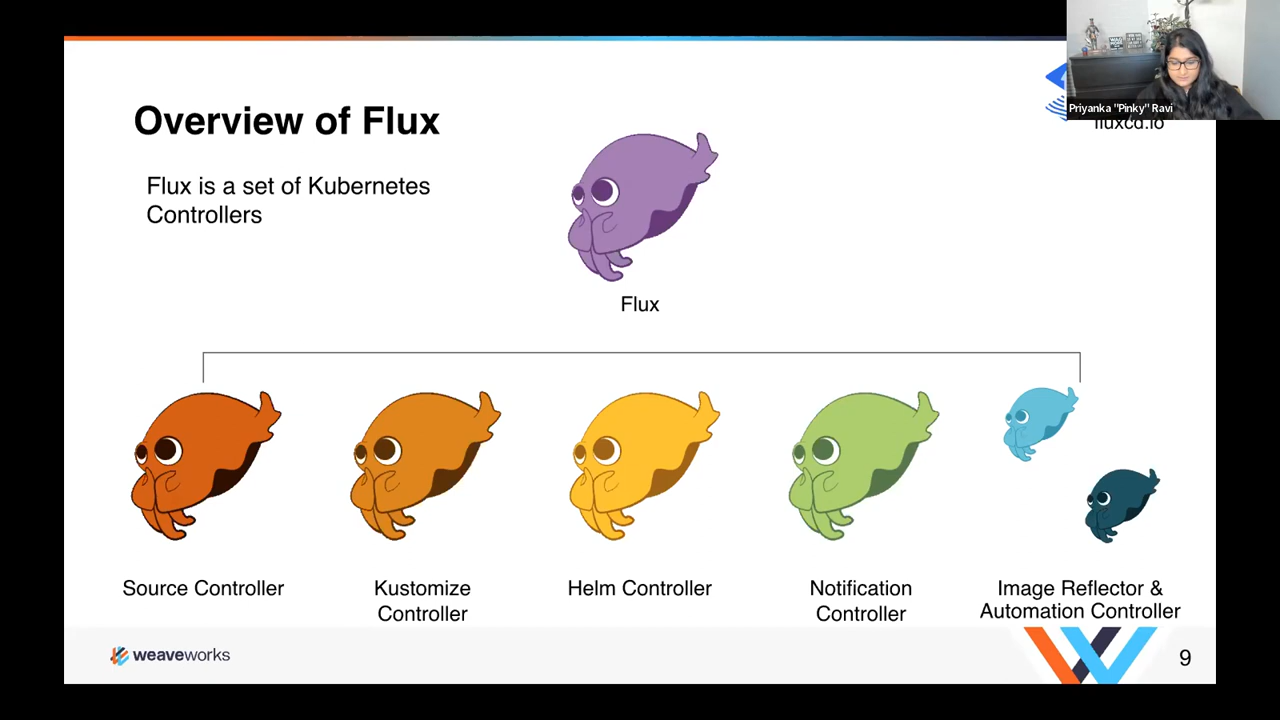 Overview of Flux
Priyanka "Pinky" Ravi
fluxcd.io
Flux is a set of Kubernetes
Controllers
Flux
Source Controller
Kustomize
Controller
Helm Controller
Notification
Controller
Image Reflector &
Automation Controller
weaveworks
9